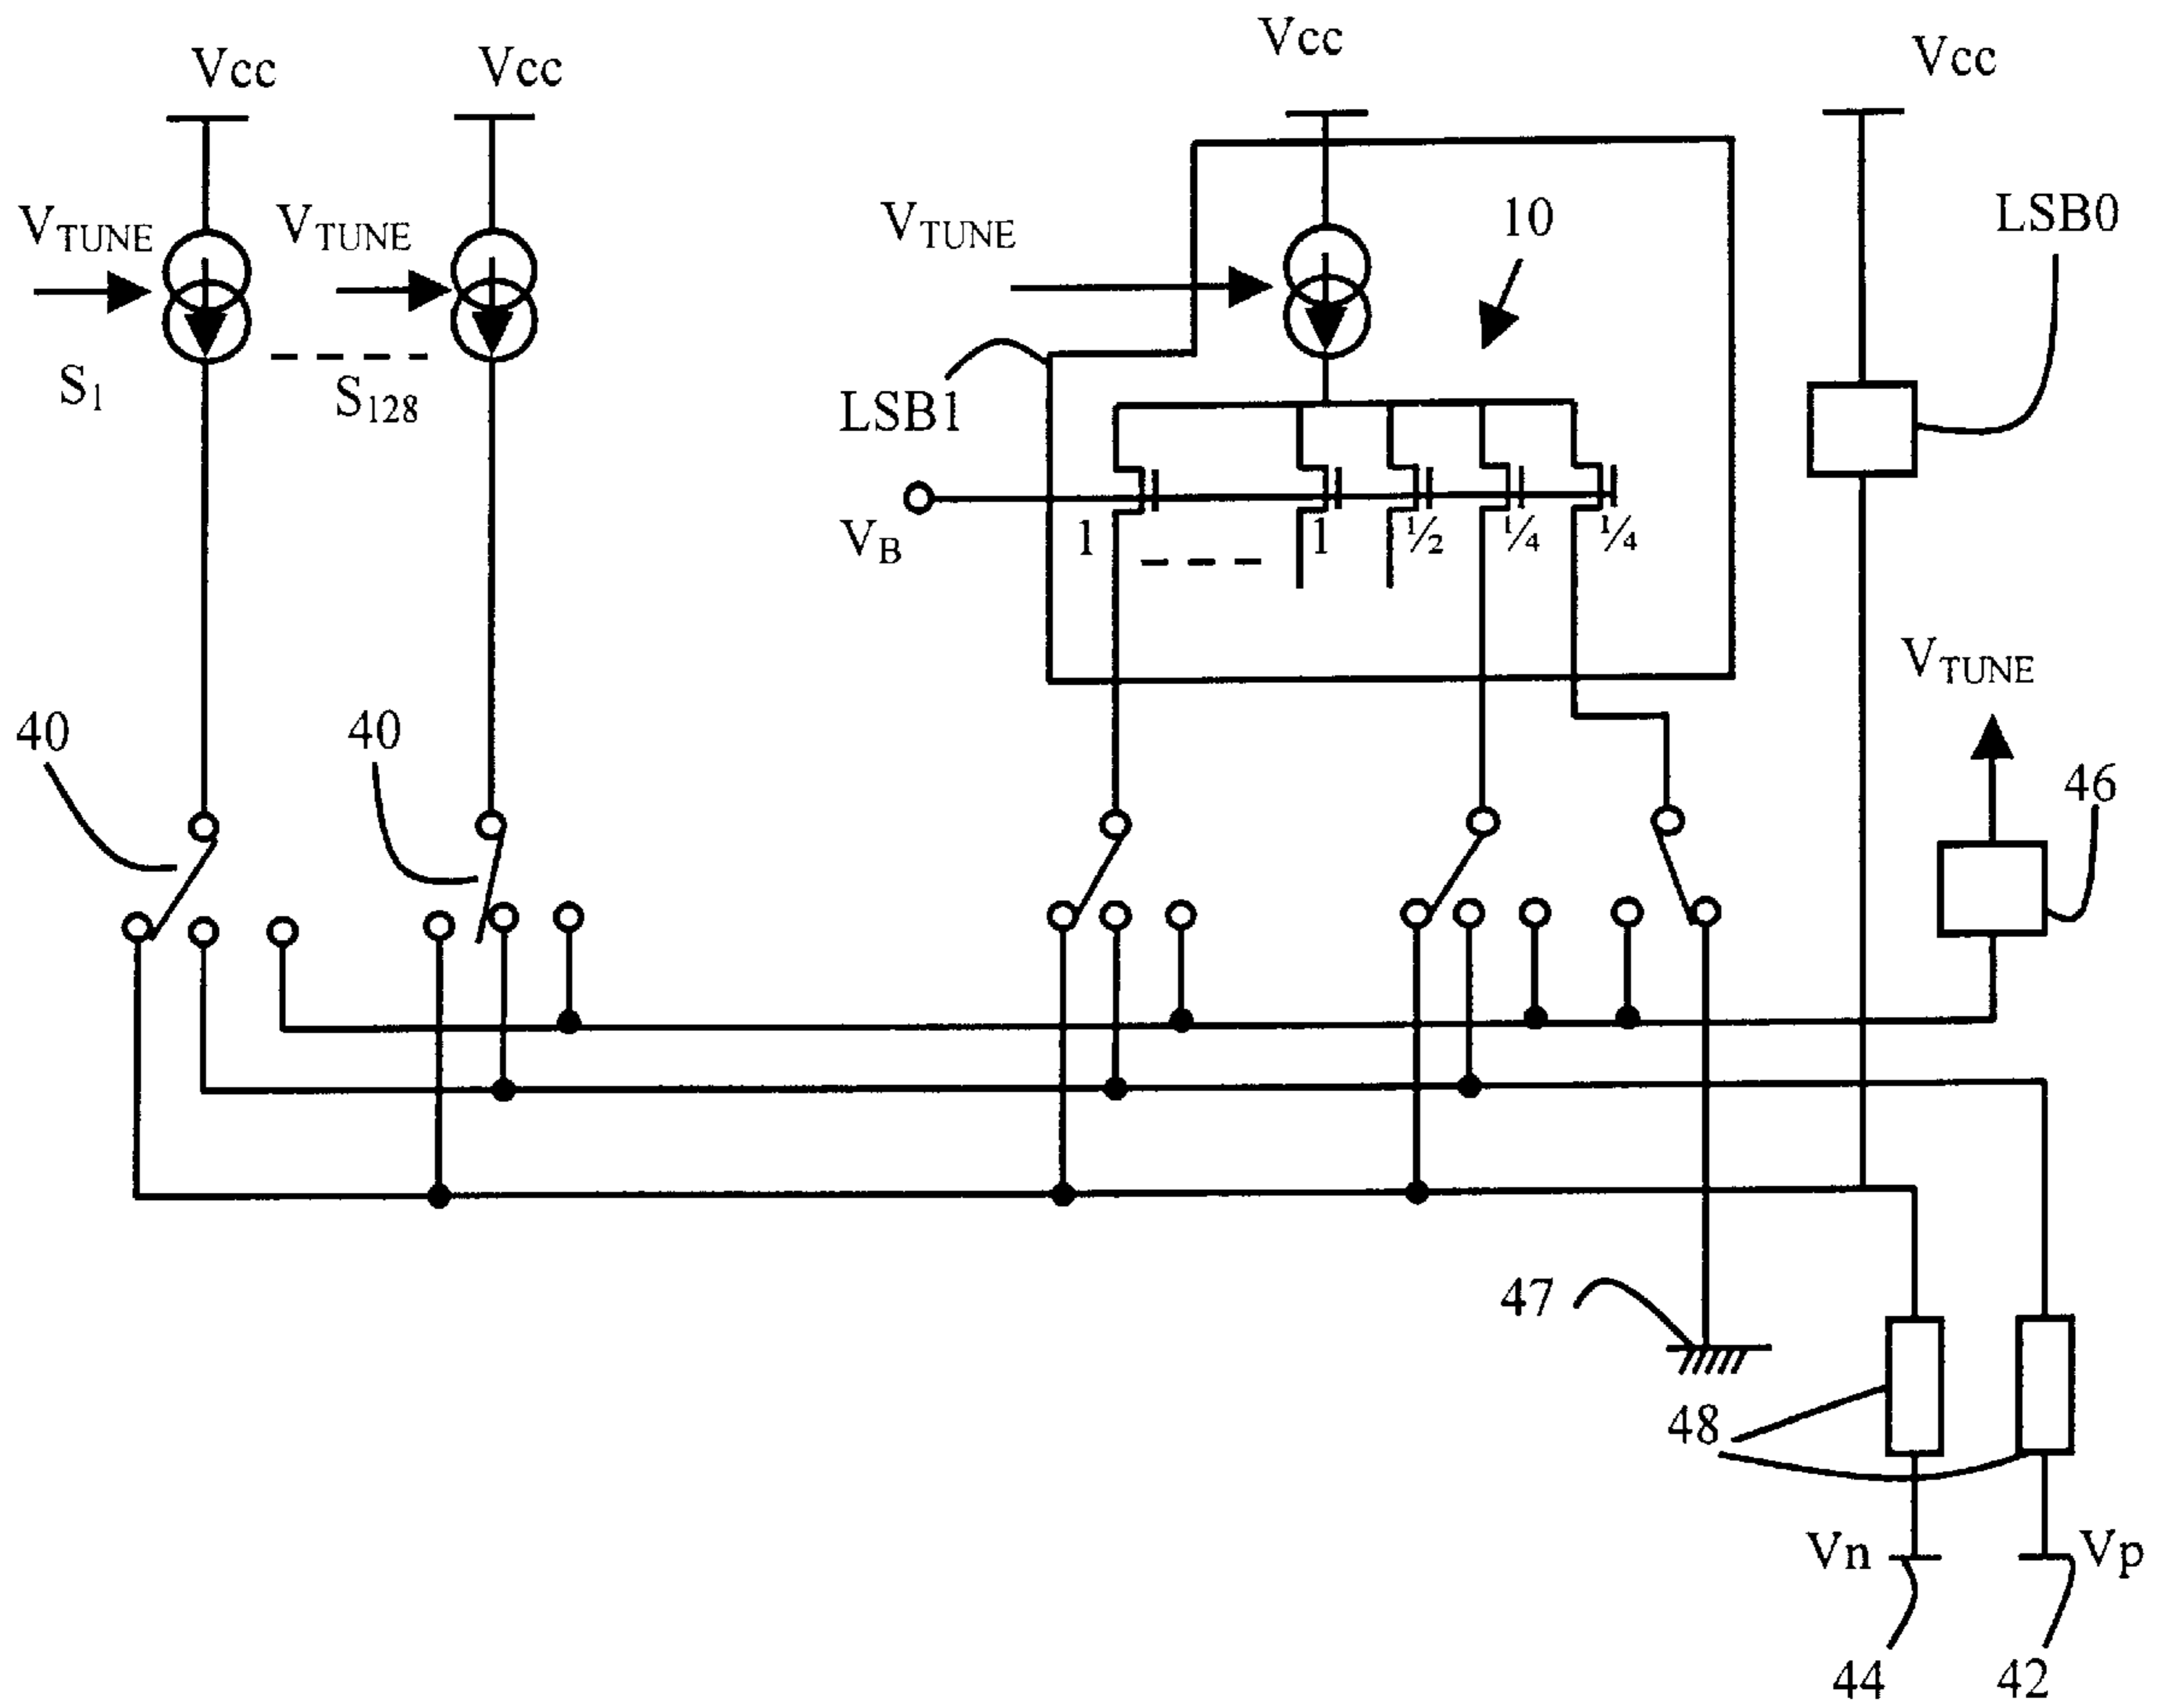 Vcc Vcc Vcc Vcc
VTUNE VTUNE VTUNE 10 LSB0
S1 S128 LSB1
VB 1 1 ½ ¼ ¼
VTUNE
40 40 46
47
48
Vn Vp
44 42